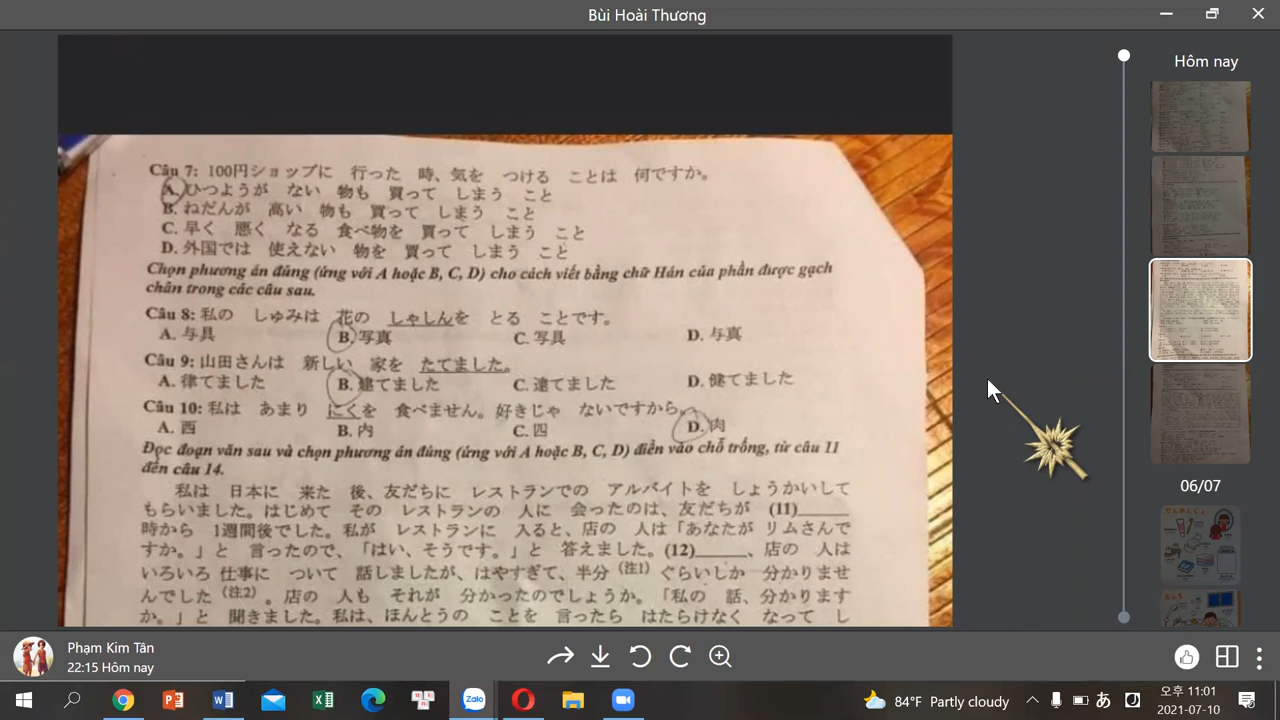 Bùi Hoài Thương
Hôm nay
Câu 7: 100円ショップに 行った 時、気を つける ことは 何ですか。
A. ひつようが ない 物も 買って しまう こと
B. ねだんが 高い 物も 買って しまう こと
C. 早く 悪く なる 食べ物を 買って しまう こと
D. 外国では 使えない 物を 買って しまう こと
Chọn phương án đúng (ứng với A hoặc B, C, D) cho cách viết bằng chữ Hán của phần được gạch
chân trong các câu sau.
Câu 8: 私の しゅみは 花の しゃしんを とる ことです。
A. 与具 B. 写真 C. 写具 D. 与真
Câu 9: 山田さんは 新しい 家を たてました。
A. 律てました B. 建てました C. 逮てました D. 健てました
Câu 10: 私は あまり にくを 食べません。好きじゃ ないですから。
A. 西 B. 内 C. 四 D. 肉
Đọc đoạn văn sau và chọn phương án đúng (ứng với A hoặc B, C, D) điền vào chỗ trống, từ câu 11
đến câu 14.
私は 日本に 来た 後、友だちに レストランでの アルバイトを しょうかいして
もらいました。はじめて その レストランの 人に 会ったのは、友だちが (11)______
時から 1週間後でした。私が レストランに 入ると、店の 人は「あなたが リムさんで
すか。」と 言ったので、「はい、そうです。」と 答えました。(12)______、店の 人は
いろいろ 仕事に ついて 話しましたが、はやすぎて、半分(注1) ぐらいしか 分かりませ
んでした(注2)。店の 人も それが 分かったのでしょうか。「私の 話、分かります
か。」と 聞きました。私は、ほんとうの ことを 言ったら はたらけなく なって し
06/07
Phạm Kim Tân
22:15 Hôm nay
84°F Partly cloudy
あ
오후 11:01
2021-07-10
Zalo